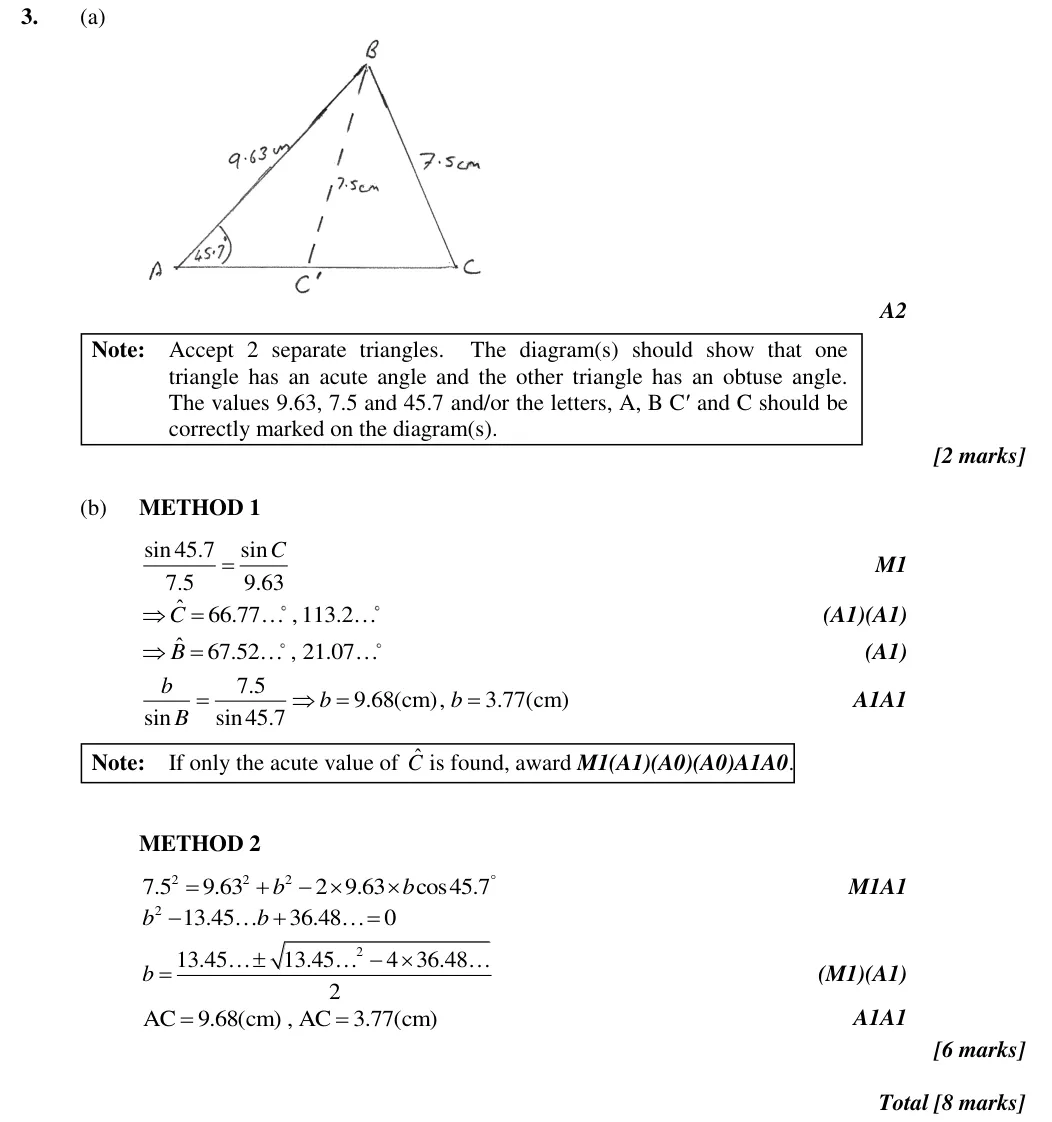 3. (a)
B
9.63 cm
7.5 cm
7.5cm
45.7°
A
C'
C
A2
Note: Accept 2 separate triangles. The diagram(s) should show that one
triangle has an acute angle and the other triangle has an obtuse angle.
The values 9.63, 7.5 and 45.7 and/or the letters, A, B C′ and C should be
correctly marked on the diagram(s).
[2 marks]
(b) METHOD 1
sin 45.7 / 7.5 = sin C / 9.63 M1
⇒ Ĉ = 66.77…° , 113.2…° (A1)(A1)
⇒ B̂ = 67.52…° , 21.07…° (A1)
b / sin B = 7.5 / sin 45.7 ⇒ b = 9.68(cm), b = 3.77(cm) A1A1
Note: If only the acute value of Ĉ is found, award M1(A1)(A0)(A0)A1A0.
METHOD 2
7.5² = 9.63² + b² − 2×9.63×b cos 45.7° M1A1
b² −13.45…b + 36.48… = 0
b = 13.45… ± √13.45…² − 4×36.48… / 2 (M1)(A1)
AC = 9.68(cm) , AC = 3.77(cm) A1A1
[6 marks]
Total [8 marks]